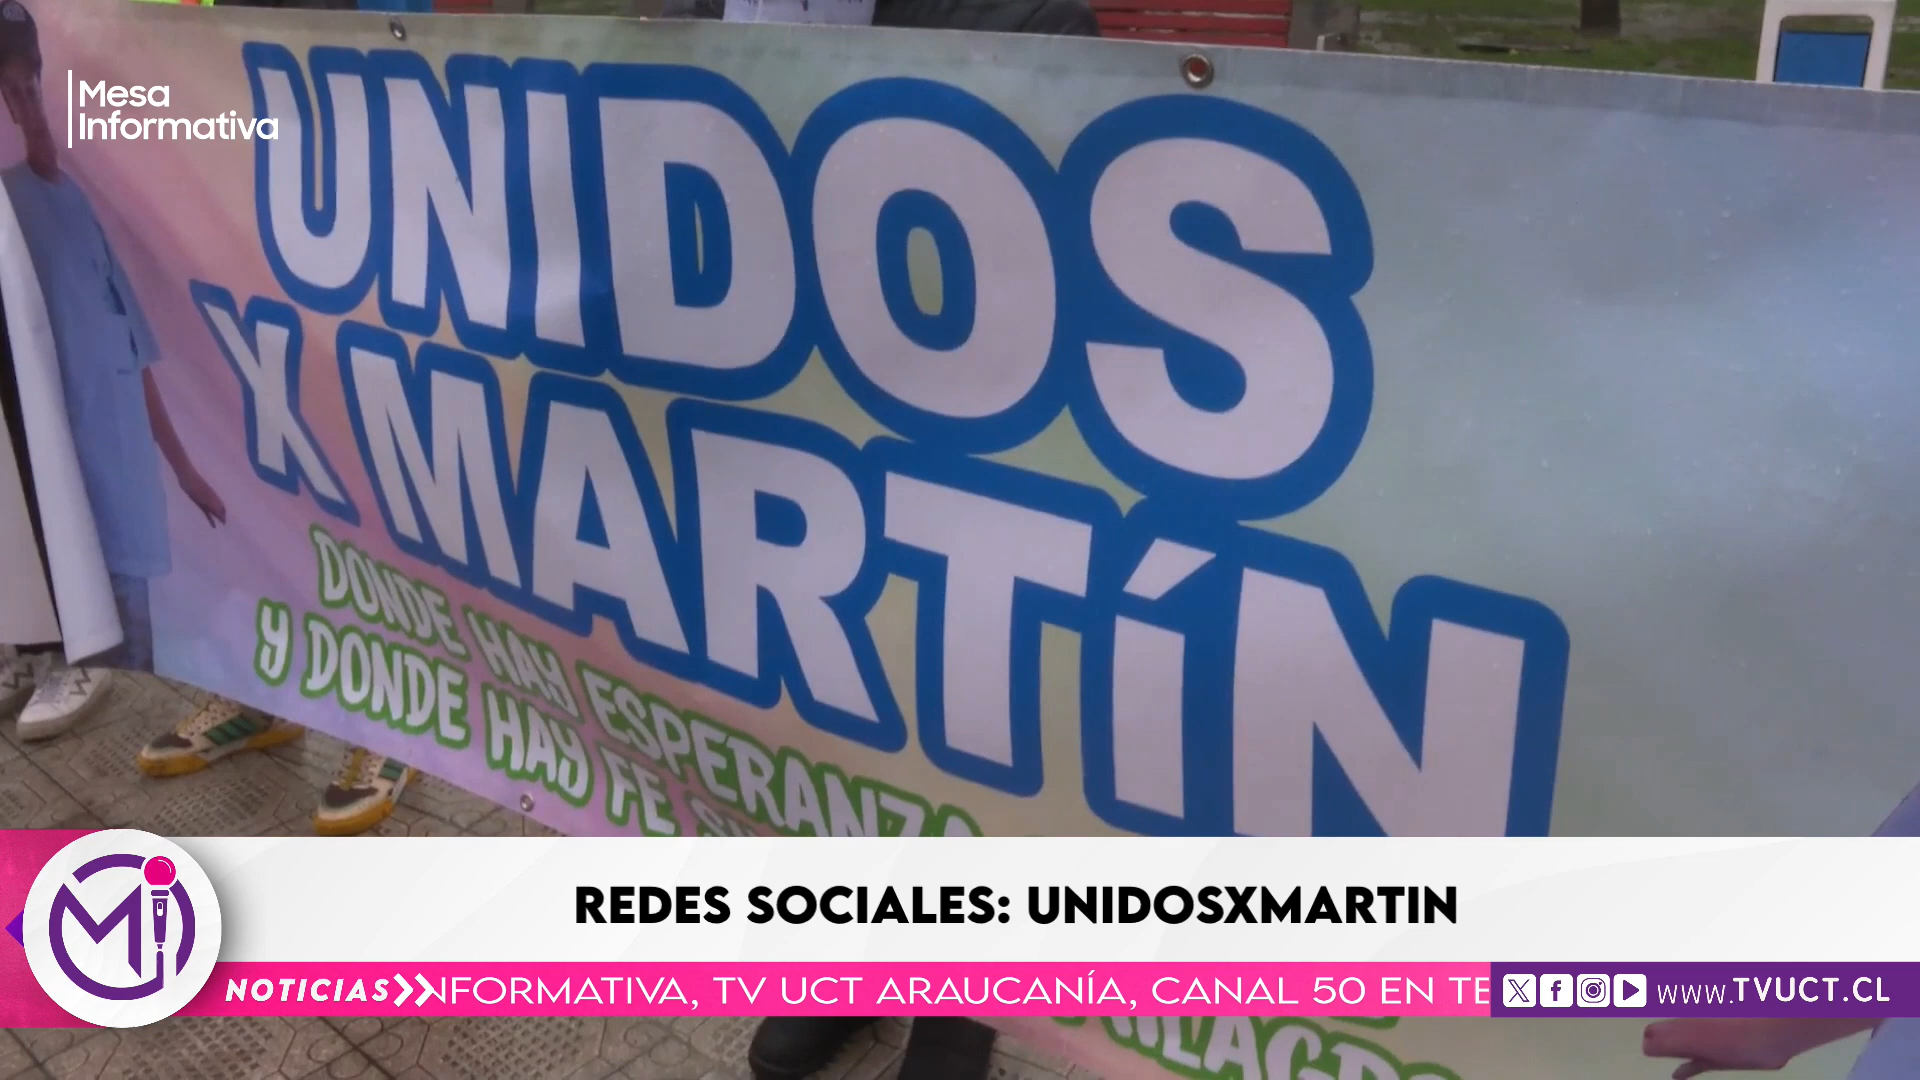 Mesa
Informativa
UNIDOS
X MARTÍN
DONDE HAY ESPERANZA
Y DONDE HAY FE
REDES SOCIALES: UNIDOSXMARTIN
NOTICIAS
NFORMATIVA, TV UCT ARAUCANÍA, CANAL 50 EN TE
WWW.TVUCT.CL